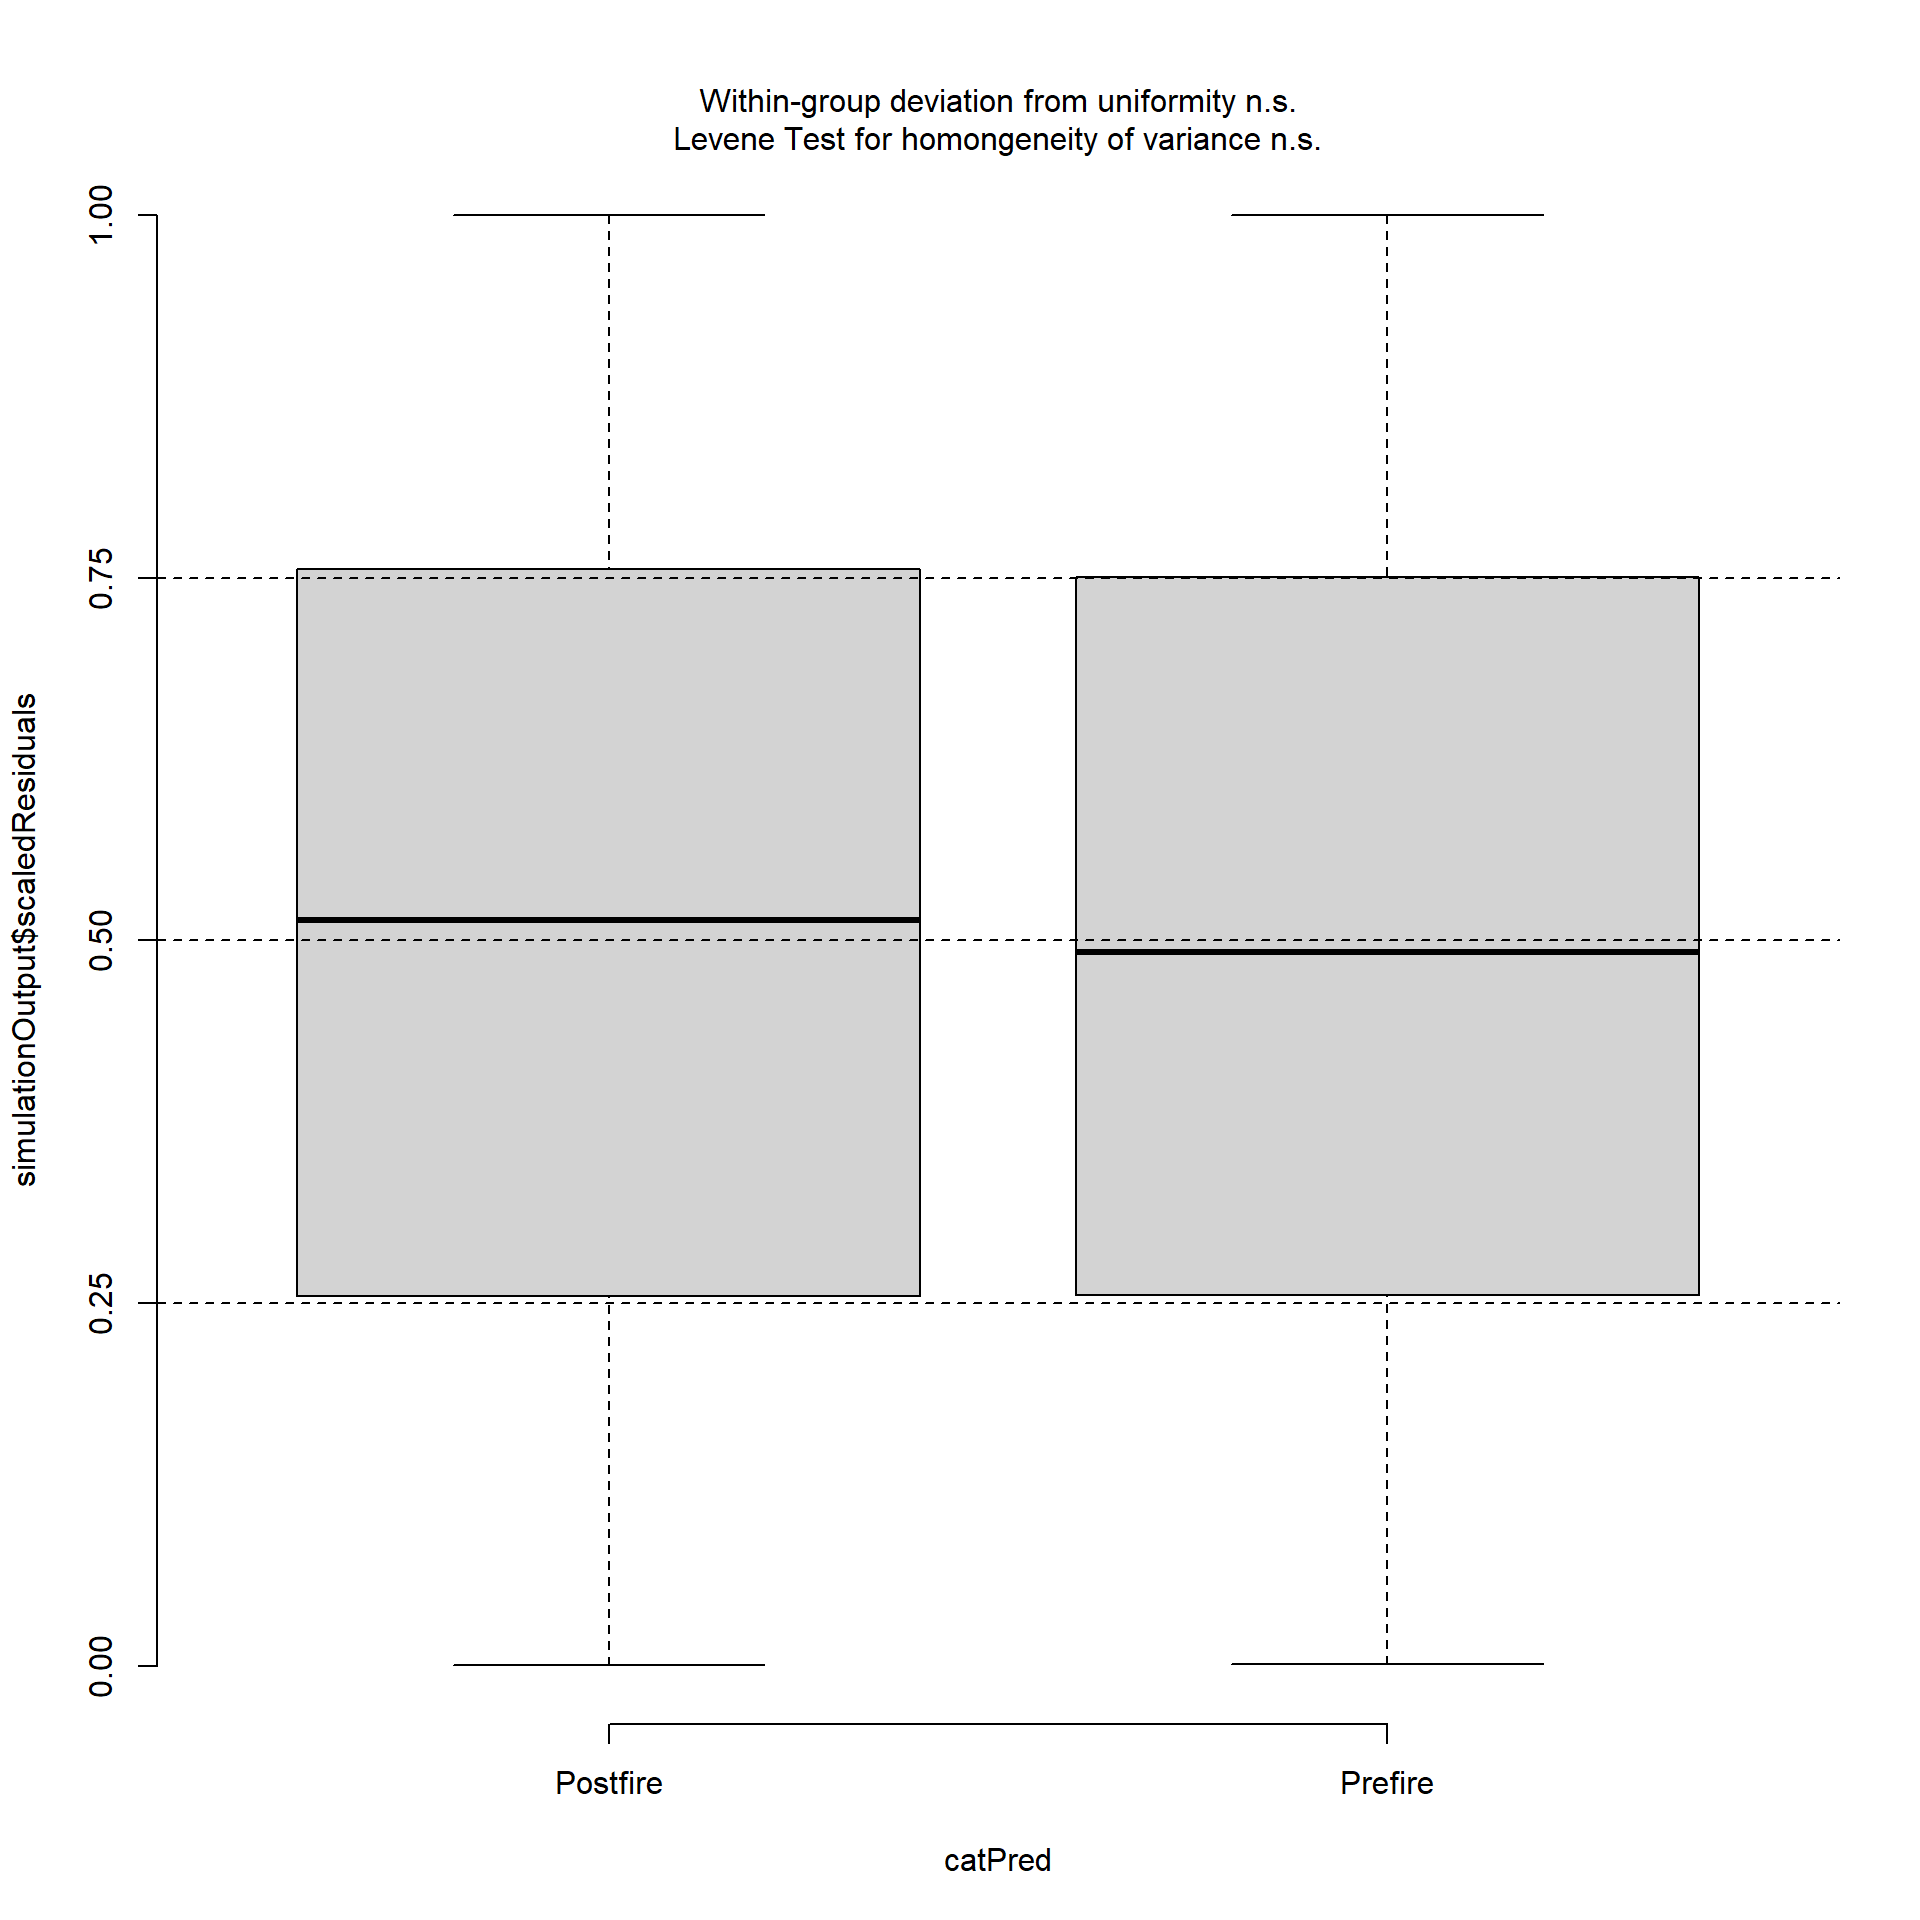 Within-group deviation from uniformity n.s.
Levene Test for homongeneity of variance n.s.
simulationOutput$scaledResiduals
1.00
0.75
0.50
0.25
0.00
Postfire
Prefire
catPred